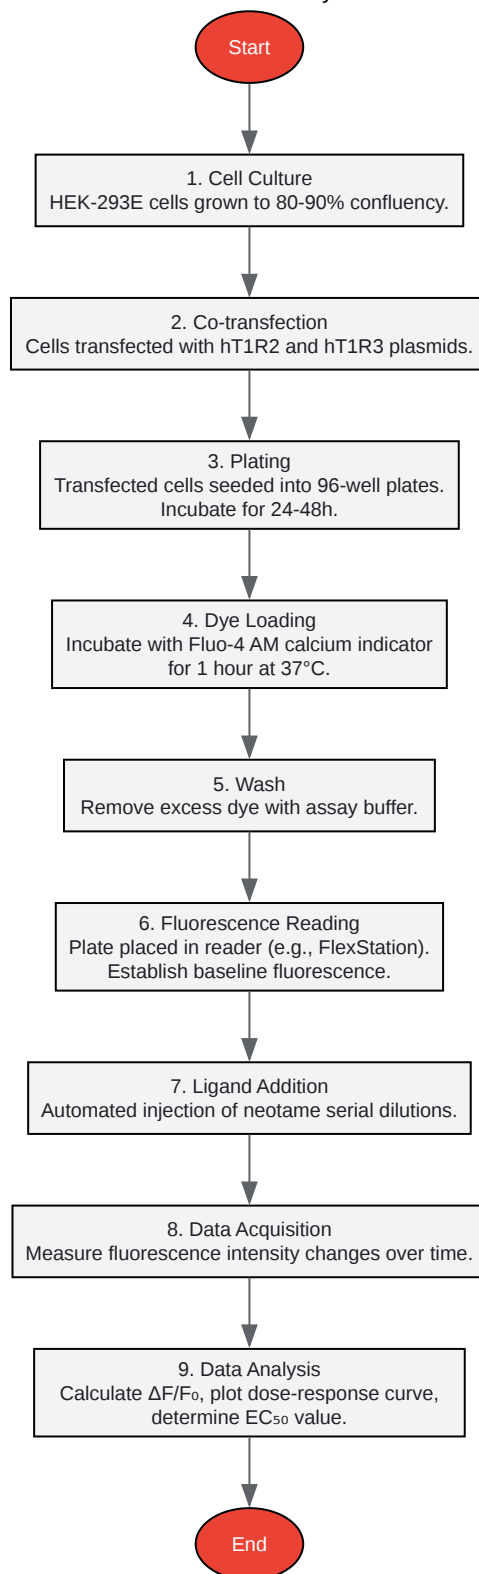 Start
1. Cell Culture
HEK-293E cells grown to 80-90% confluency.
2. Co-transfection
Cells transfected with hT1R2 and hT1R3 plasmids.
3. Plating
Transfected cells seeded into 96-well plates.
Incubate for 24-48h.
4. Dye Loading
Incubate with Fluo-4 AM calcium indicator
for 1 hour at 37°C.
5. Wash
Remove excess dye with assay buffer.
6. Fluorescence Reading
Plate placed in reader (e.g., FlexStation).
Establish baseline fluorescence.
7. Ligand Addition
Automated injection of neotame serial dilutions.
8. Data Acquisition
Measure fluorescence intensity changes over time.
9. Data Analysis
Calculate ΔF/F₀, plot dose-response curve,
determine EC₅₀ value.
End